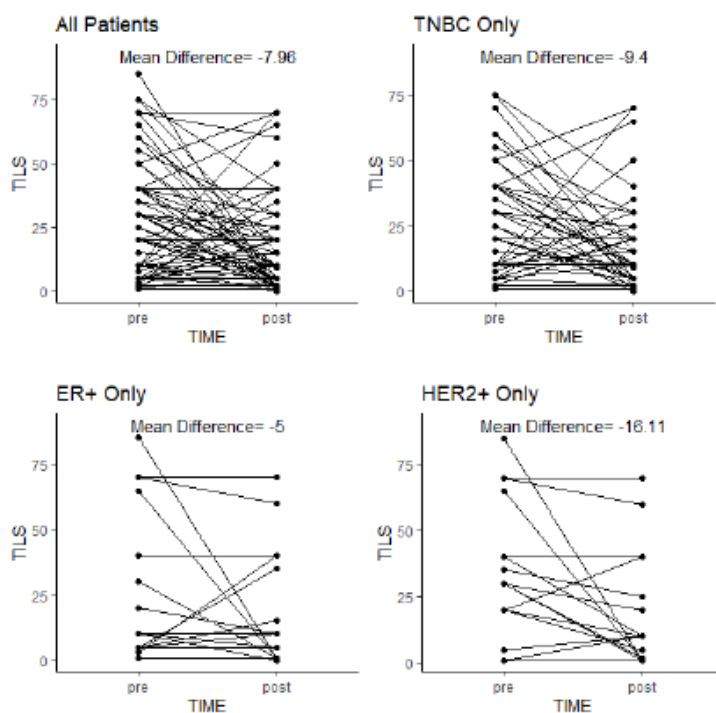 All Patients
Mean Difference= -7.96
TILS
75
50
25
0
pre
post
TIME
TNBC Only
Mean Difference= -9.4
TILS
75
50
25
0
pre
post
TIME
ER+ Only
Mean Difference= -5
TILS
75
50
25
0
pre
post
TIME
HER2+ Only
Mean Difference= -16.11
TILS
75
50
25
0
pre
post
TIME